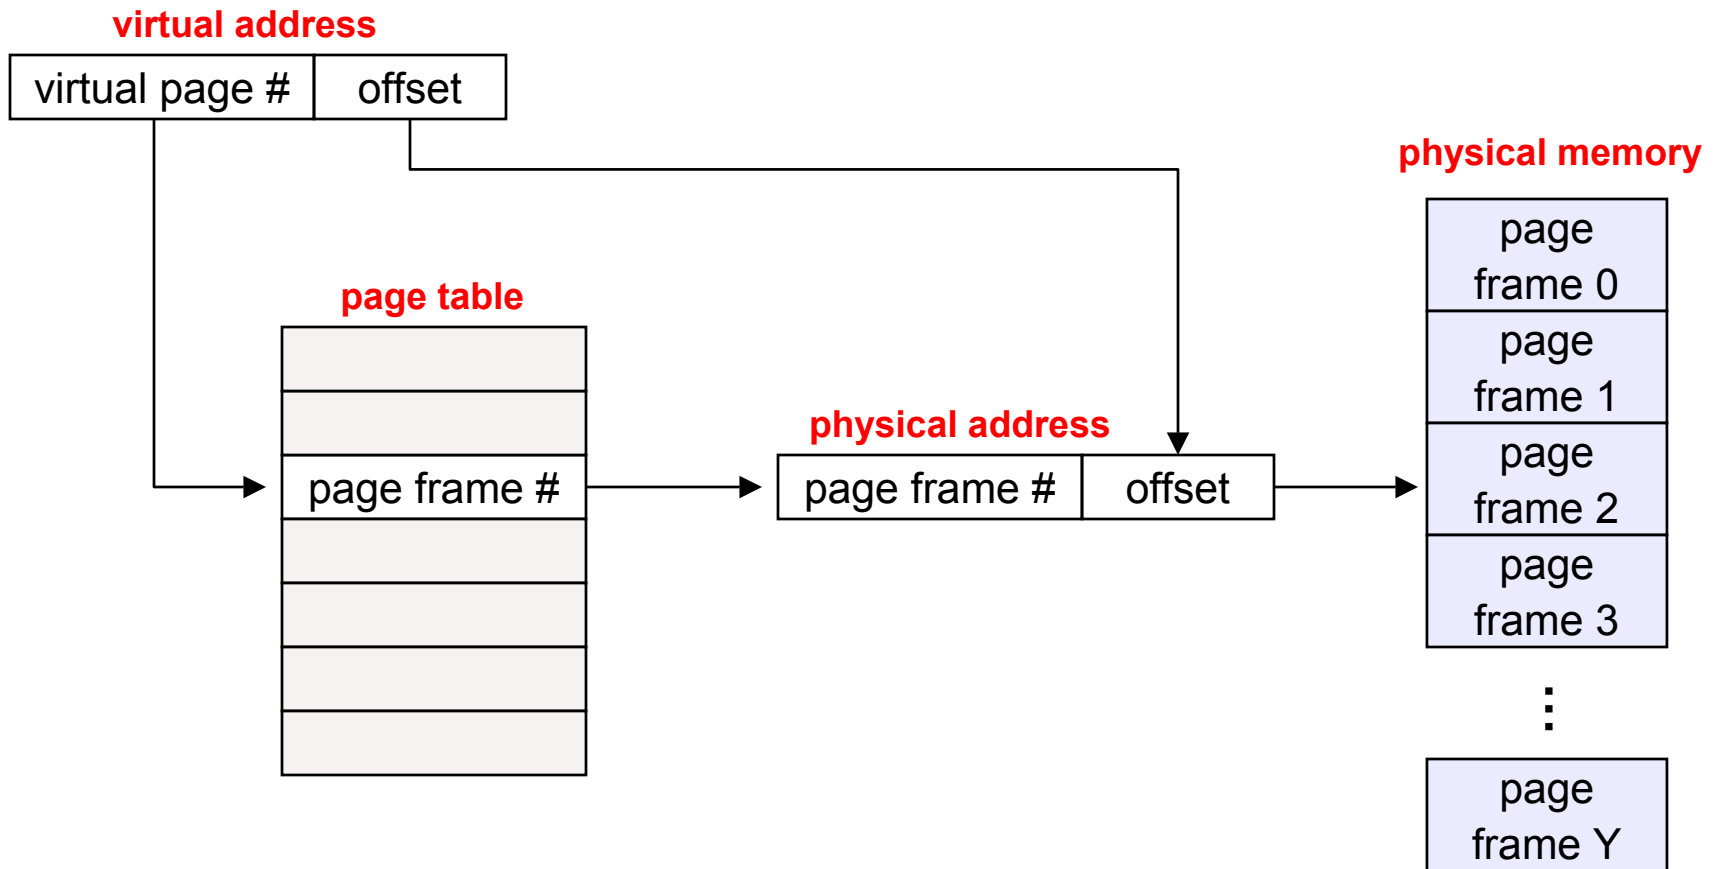 virtual address
virtual page #
offset
physical memory
page
frame 0
page table
page
frame 1
physical address
page frame #
page frame #
offset
page
frame 2
page
frame 3
⋮
page
frame Y